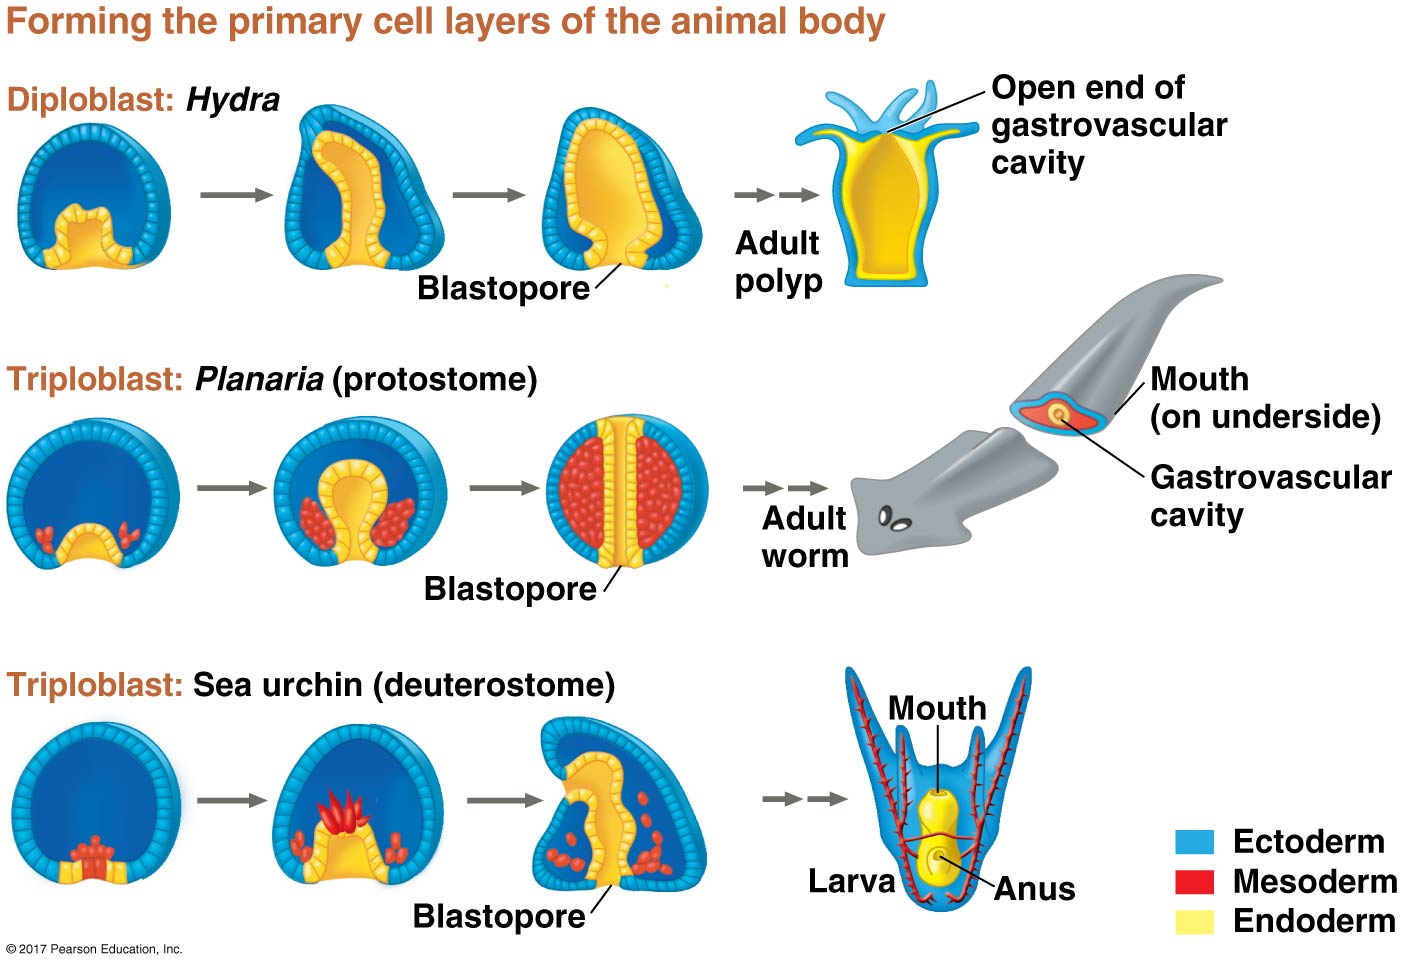 Forming the primary cell layers of the animal body
Diploblast: Hydra
Open end of
gastrovascular
cavity
Adult
polyp
Blastopore
Triploblast: Planaria (protostome)
Mouth
(on underside)
Gastrovascular
cavity
Adult
worm
Blastopore
Triploblast: Sea urchin (deuterostome)
Mouth
Larva
Anus
Blastopore
Ectoderm
Mesoderm
Endoderm
© 2017 Pearson Education, Inc.